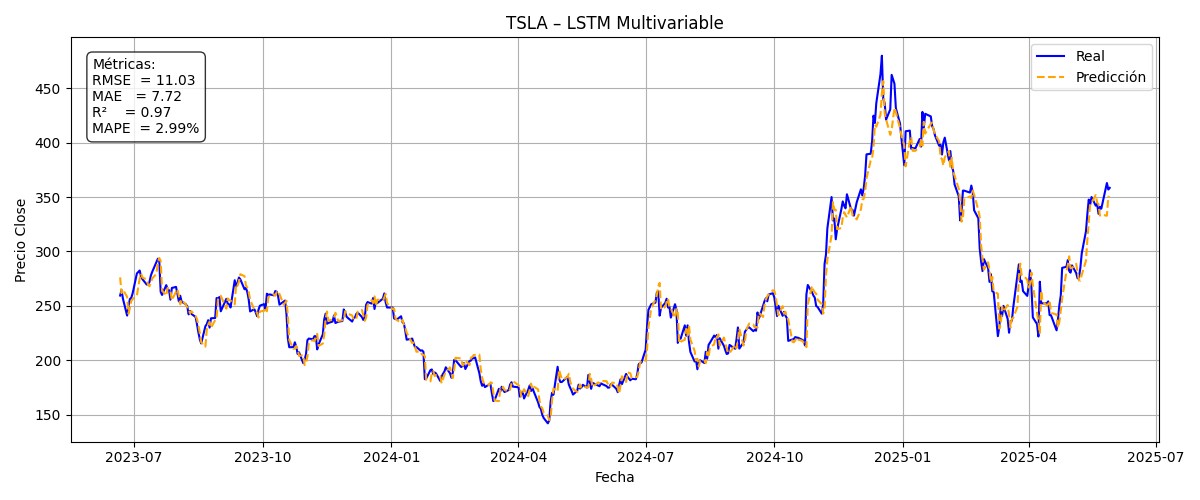 TSLA – LSTM Multivariable
Métricas:
RMSE = 11.03
MAE = 7.72
R² = 0.97
MAPE = 2.99%
Real
Predicción
Precio Close
450
400
350
300
250
200
150
2023-07 2023-10 2024-01 2024-04 2024-07 2024-10 2025-01 2025-04 2025-07
Fecha